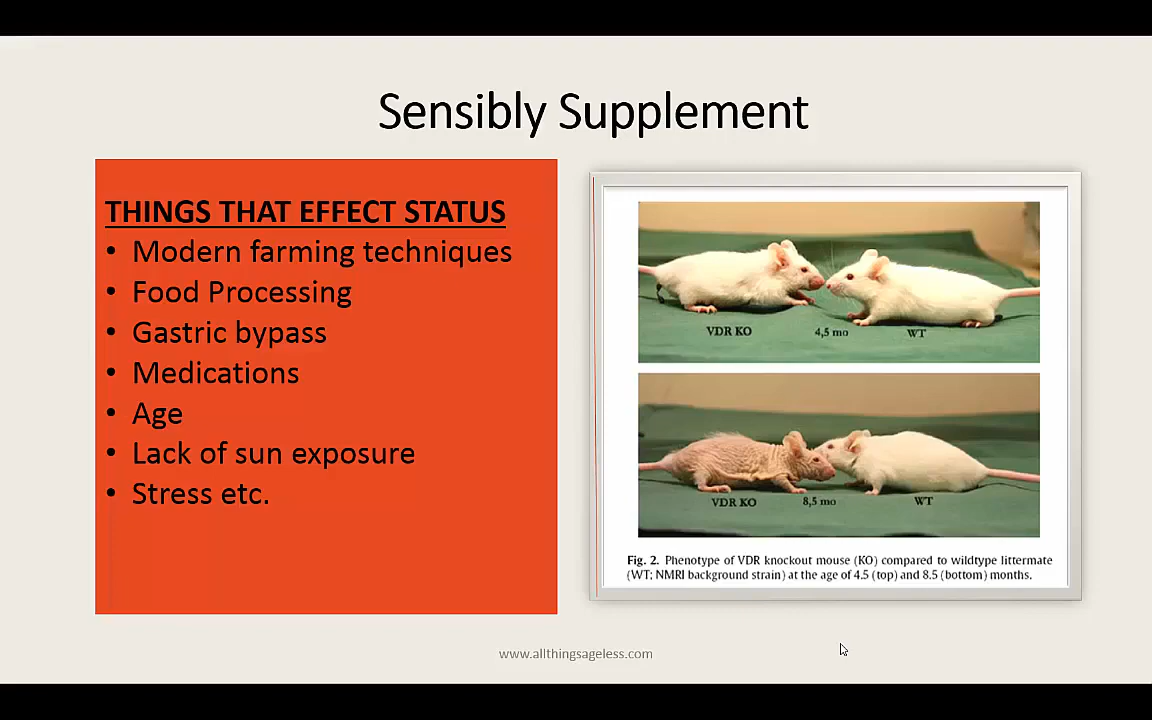 Sensibly Supplement
THINGS THAT EFFECT STATUS
• Modern farming techniques
• Food Processing
• Gastric bypass
• Medications
• Age
• Lack of sun exposure
• Stress etc.
VDR KO 4,5 mo WT
VDR KO 8,5 mo WT
Fig. 2. Phenotype of VDR knockout mouse (KO) compared to wildtype littermate
(WT; NMRI background strain) at the age of 4.5 (top) and 8.5 (bottom) months.
www.allthingsageless.com